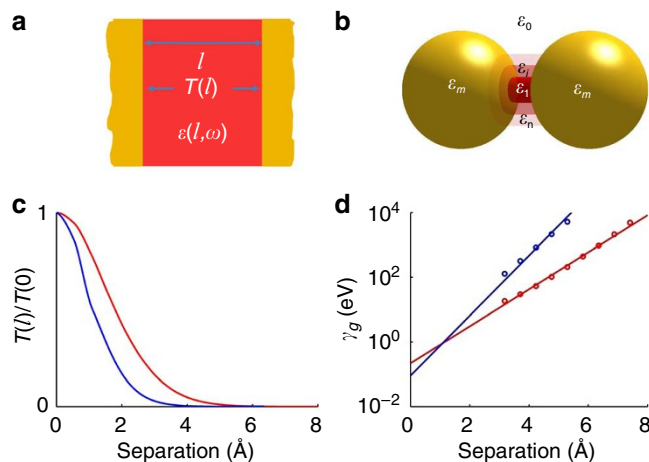 a
l
T(l)
ε(l,ω)
b
ε0
εm
εj
ε1
εm
εn
c
1
T(l)/T(0)
0
0 2 4 6 8
Separation (Å)
d
10^4
10^2
10^0
10^−2
γg (eV)
0 2 4 6 8
Separation (Å)